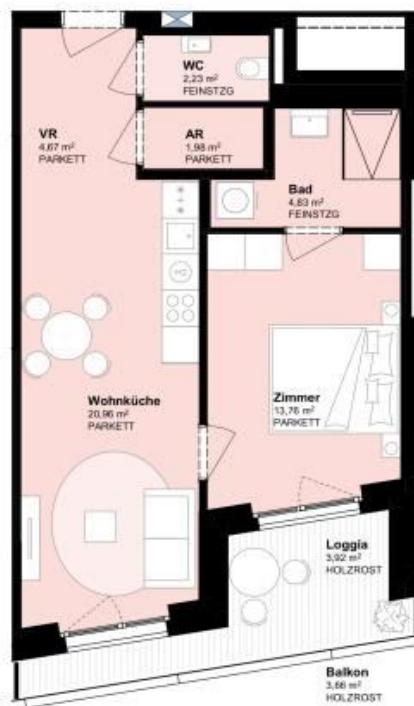 WC
2,23 m²
FEINSTZG
VR
4,67 m²
PARKETT
AR
1,98 m²
PARKETT
Bad
4,83 m²
FEINSTZG
Wohnküche
20,96 m²
PARKETT
Zimmer
13,76 m²
PARKETT
Loggia
3,92 m²
HOLZROST
Balkon
3,66 m²
HOLZROST